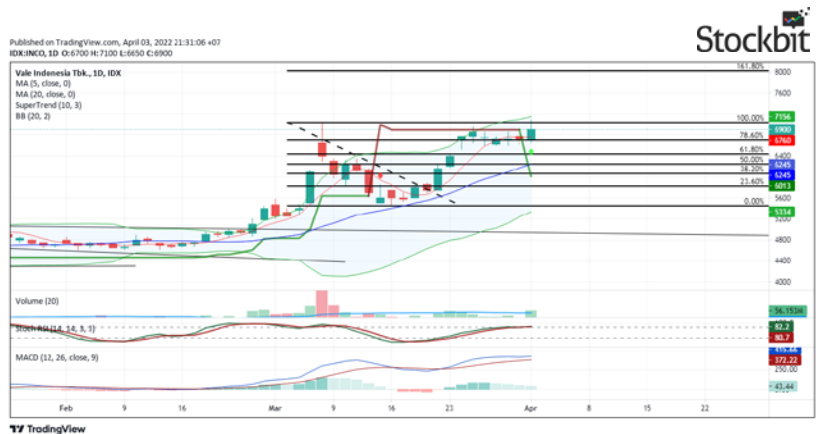 Stockbit
Published on TradingView.com, April 03, 2022 21:31:06 +07
IDX:INCO, 1D O:6700 H:7100 L:6650 C:6900
Vale Indonesia Tbk., 1D, IDX
MA (5, close, 0)
MA (20, close, 0)
SuperTrend (10, 3)
BB (20, 2)
161.80%
8000
7600
100.00%
7156
6900
78.60%
6760
61.80%
6400
50.00%
6245
38.20%
6245
23.60%
6013
5600
0.00%
5334
5200
4800
4400
4000
Volume (20)
56.153M
Stoch RSI (14, 14, 3, 3)
82.2
80.7
MACD (12, 26, close, 9)
372.22
250.00
43.44
Feb 9 16 Mar 9 16 23 Apr 8 15 22
TradingView